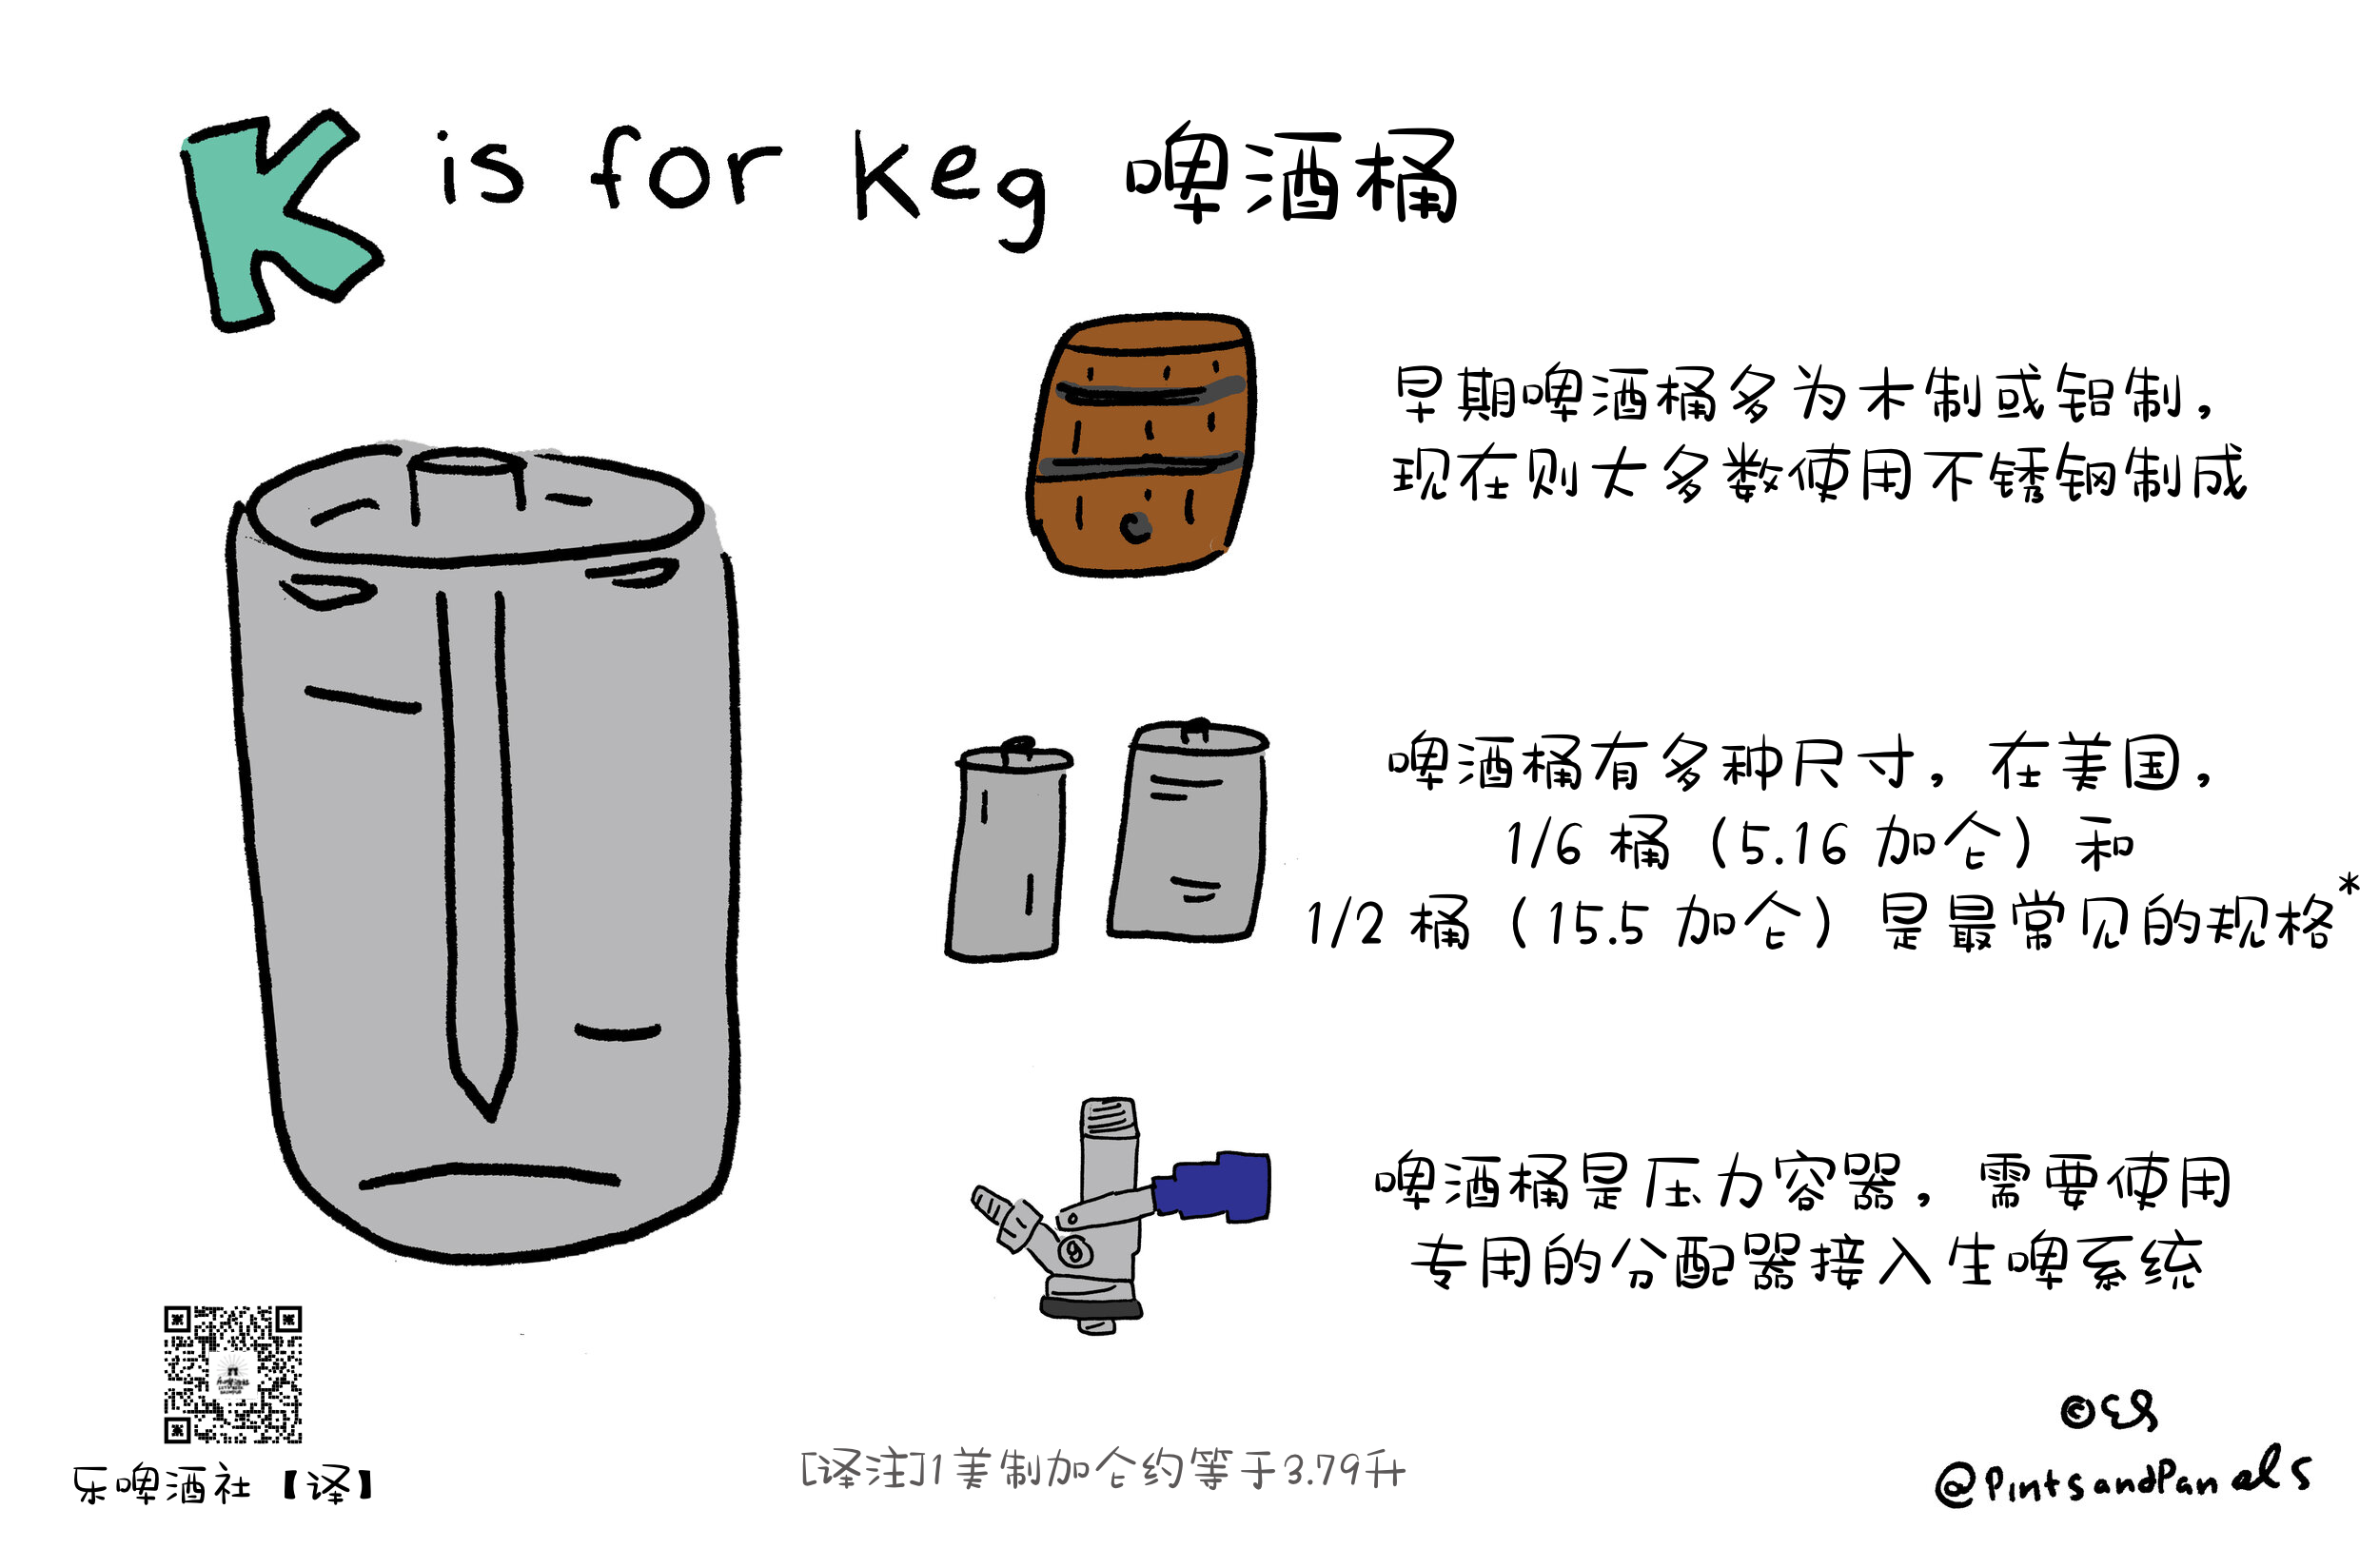 K is for keg 啤酒桶
早期啤酒桶多为木制或铝制，
现在则大多数使用不锈钢制成
啤酒桶有多种尺寸，在美国，
1/6 桶（5.16 加仑）和
1/2 桶（15.5 加仑）是最常见的规格*
啤酒桶是压力容器，需要使用
专用的分配器接入生啤系统
©ES
@PintsandPanels
乐啤酒社【译】
[译注]1美制加仑约等于3.79升